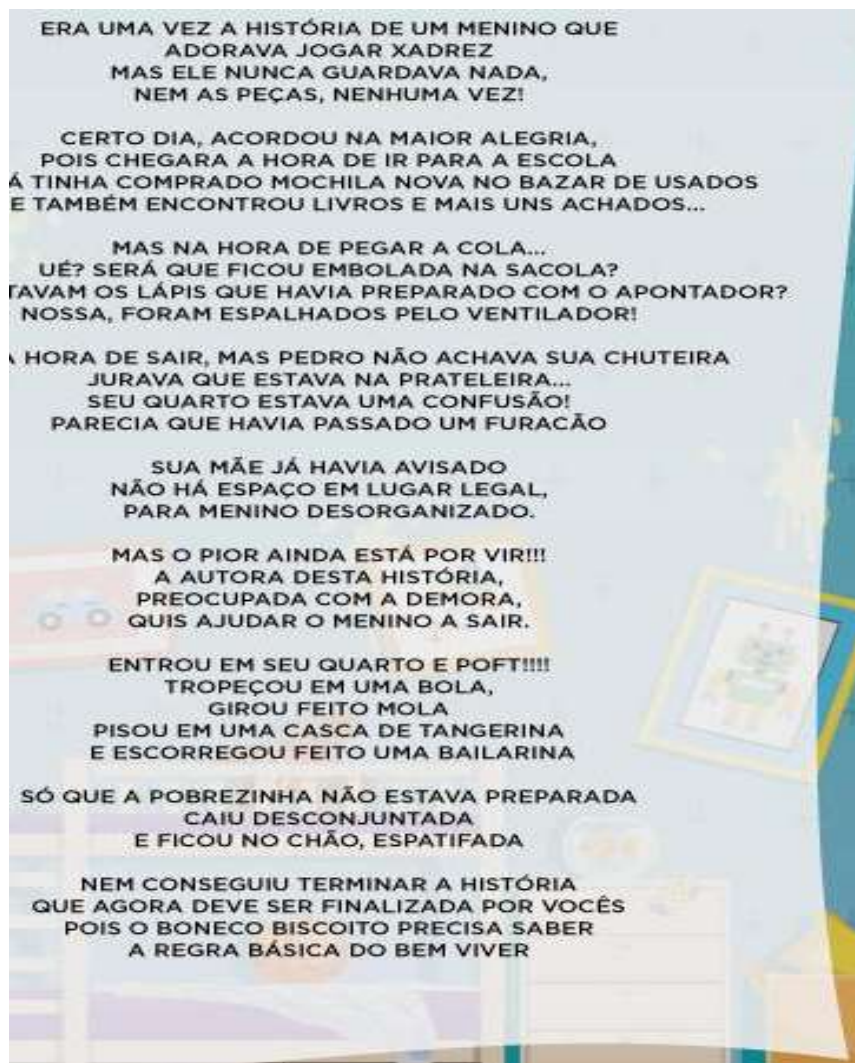 ERA UMA VEZ A HISTÓRIA DE UM MENINO QUE
ADORAVA JOGAR XADREZ
MAS ELE NUNCA GUARDAVA NADA,
NEM AS PEÇAS, NENHUMA VEZ!
CERTO DIA, ACORDOU NA MAIOR ALEGRIA,
POIS CHEGARA A HORA DE IR PARA A ESCOLA
Á TINHA COMPRADO MOCHILA NOVA NO BAZAR DE USADOS
E TAMBÉM ENCONTROU LIVROS E MAIS UNS ACHADOS...
MAS NA HORA DE PEGAR A COLA...
UÉ? SERÁ QUE FICOU EMBOLADA NA SACOLA?
TAVAM OS LÁPIS QUE HAVIA PREPARADO COM O APONTADOR?
NOSSA, FORAM ESPALHADOS PELO VENTILADOR!
HORA DE SAIR, MAS PEDRO NÃO ACHAVA SUA CHUTEIRA
JURAVA QUE ESTAVA NA PRATELEIRA...
SEU QUARTO ESTAVA UMA CONFUSÃO!
PARECIA QUE HAVIA PASSADO UM FURACÃO
SUA MÃE JÁ HAVIA AVISADO
NÃO HÁ ESPAÇO EM LUGAR LEGAL,
PARA MENINO DESORGANIZADO.
MAS O PIOR AINDA ESTÁ POR VIR!!!
A AUTORA DESTA HISTÓRIA,
PREOCUPADA COM A DEMORA,
QUIS AJUDAR O MENINO A SAIR.
ENTROU EM SEU QUARTO E POFT!!!!
TROPEÇOU EM UMA BOLA,
GIROU FEITO MOLA
PISOU EM UMA CASCA DE TANGERINA
E ESCORREGOU FEITO UMA BAILARINA
SÓ QUE A POBREZINHA NÃO ESTAVA PREPARADA
CAIU DESCONJUNTADA
E FICOU NO CHÃO, ESPATIFADA
NEM CONSEGUIU TERMINAR A HISTÓRIA
QUE AGORA DEVE SER FINALIZADA POR VOCÊS
POIS O BONECO BISCOITO PRECISA SABER
A REGRA BÁSICA DO BEM VIVER